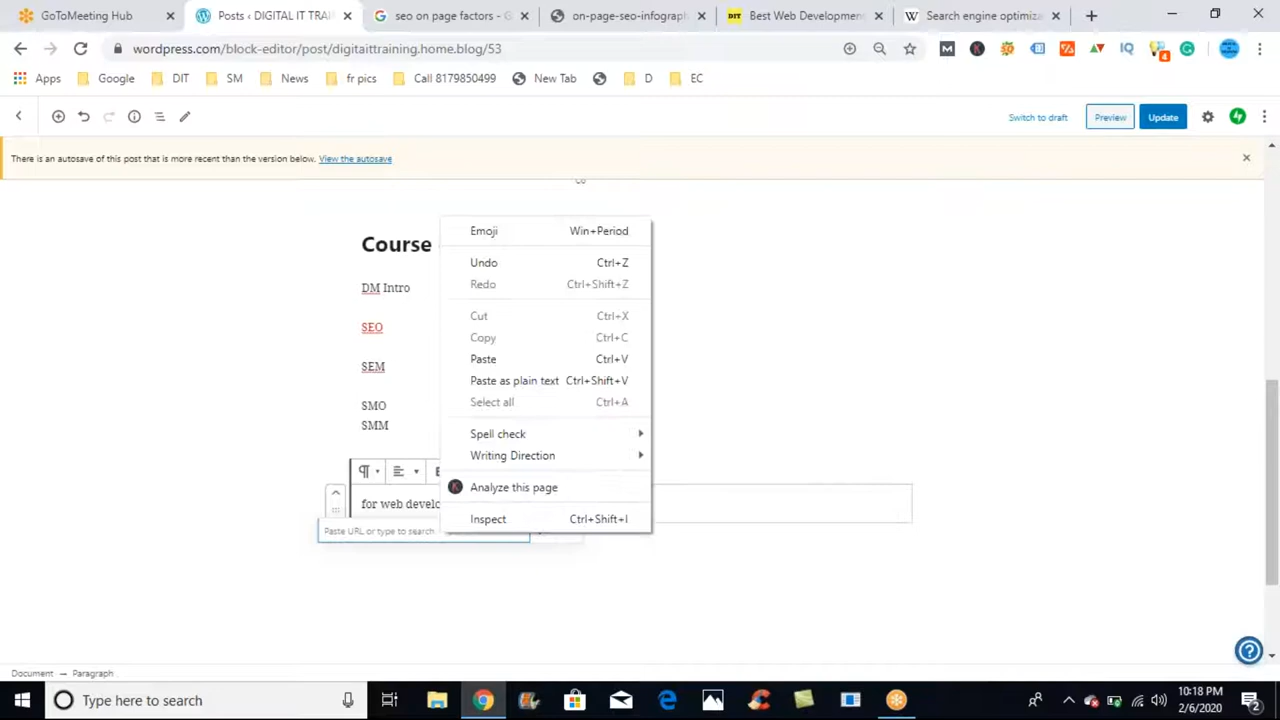 GoToMeeting Hub
Posts ‹ DIGITAL IT TRAI
seo on page factors - G
on-page-seo-infograph
DIT
Best Web Developmen
W
Search engine optimiz
wordpress.com/block-editor/post/digitaittraining.home.blog/53
Apps
Google
DIT
SM
News
fr pics
Call 8179850499
New Tab
D
EC
Switch to draft
Preview
Update
There is an autosave of this post that is more recent than the version below. View the autosave
Course
DM Intro
SEO
SEM
SMO
SMM
for web develo
Paste URL or type to search
Emoji Win+Period
Undo Ctrl+Z
Redo Ctrl+Shift+Z
Cut Ctrl+X
Copy Ctrl+C
Paste Ctrl+V
Paste as plain text Ctrl+Shift+V
Select all Ctrl+A
Spell check
Writing Direction
Analyze this page
Inspect Ctrl+Shift+I
Document → Paragraph
Type here to search
10:18 PM
2/6/2020